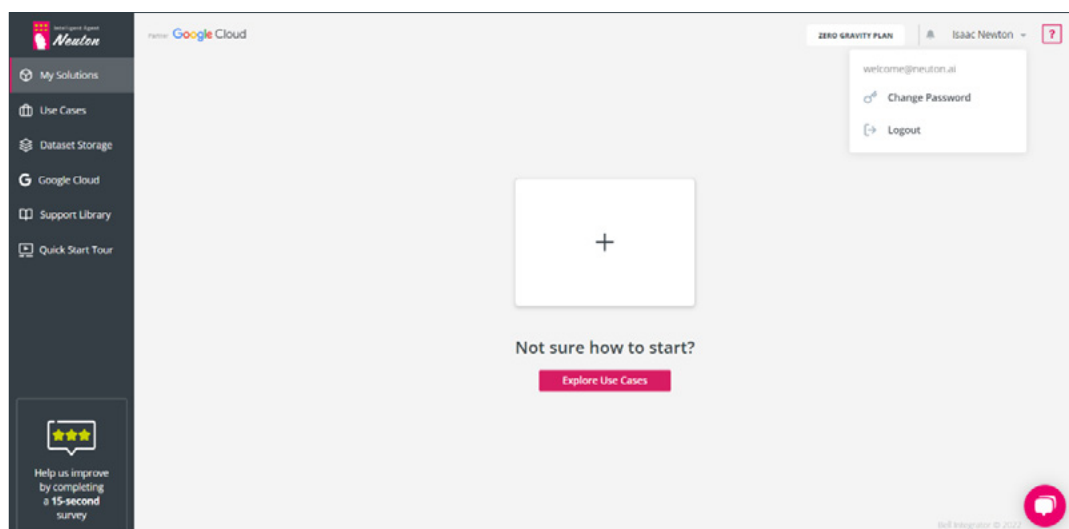 Intelligent Agent
Neuton
My Solutions
Use Cases
Dataset Storage
G Google Cloud
Support Library
Quick Start Tour
Help us improve
by completing
a 15-second
survey
Google Cloud
ZERO GRAVITY PLAN
Isaac Newton
?
welcome@neuton.ai
Change Password
Logout
+
Not sure how to start?
Explore Use Cases
Bell Integrator © 2022